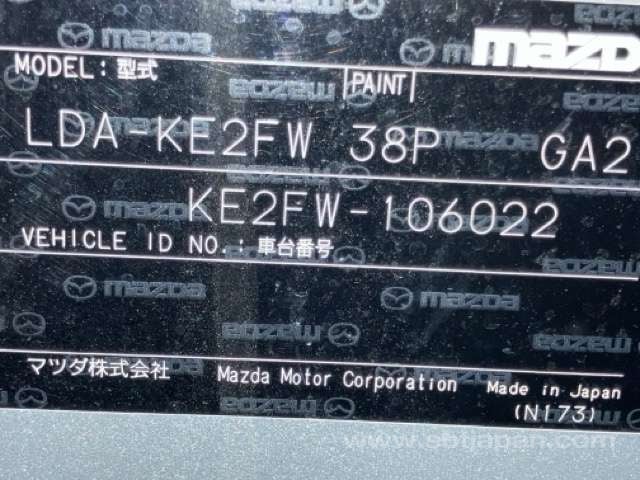 mazda
MODEL: 型式 PAINT
LDA-KE2FW 38P GA2
KE2FW-106022
VEHICLE ID NO.: 車台番号
マツダ株式会社 Mazda Motor Corporation Made in Japan
(N173)
www.sbtjapan.com